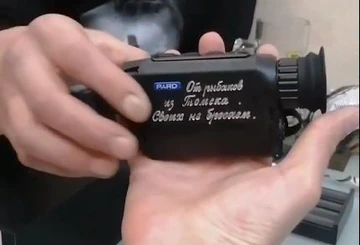 PARD
От рыбаков
из Томска.
Своих не бросаем.